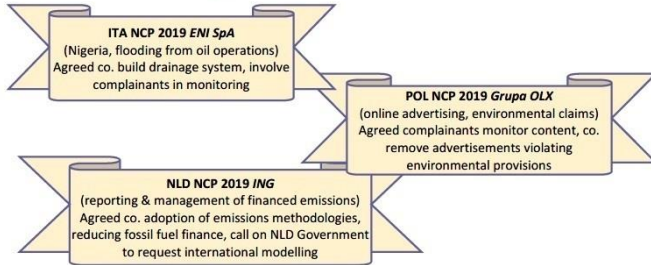 ITA NCP 2019 ENI SpA
(Nigeria, flooding from oil operations)
Agreed co. build drainage system, involve
complainants in monitoring
POL NCP 2019 Grupa OLX
(online advertising, environmental claims)
Agreed complainants monitor content, co.
remove advertisements violating
environmental provisions
NLD NCP 2019 ING
(reporting & management of financed emissions)
Agreed co. adoption of emissions methodologies,
reducing fossil fuel finance, call on NLD Government
to request international modelling